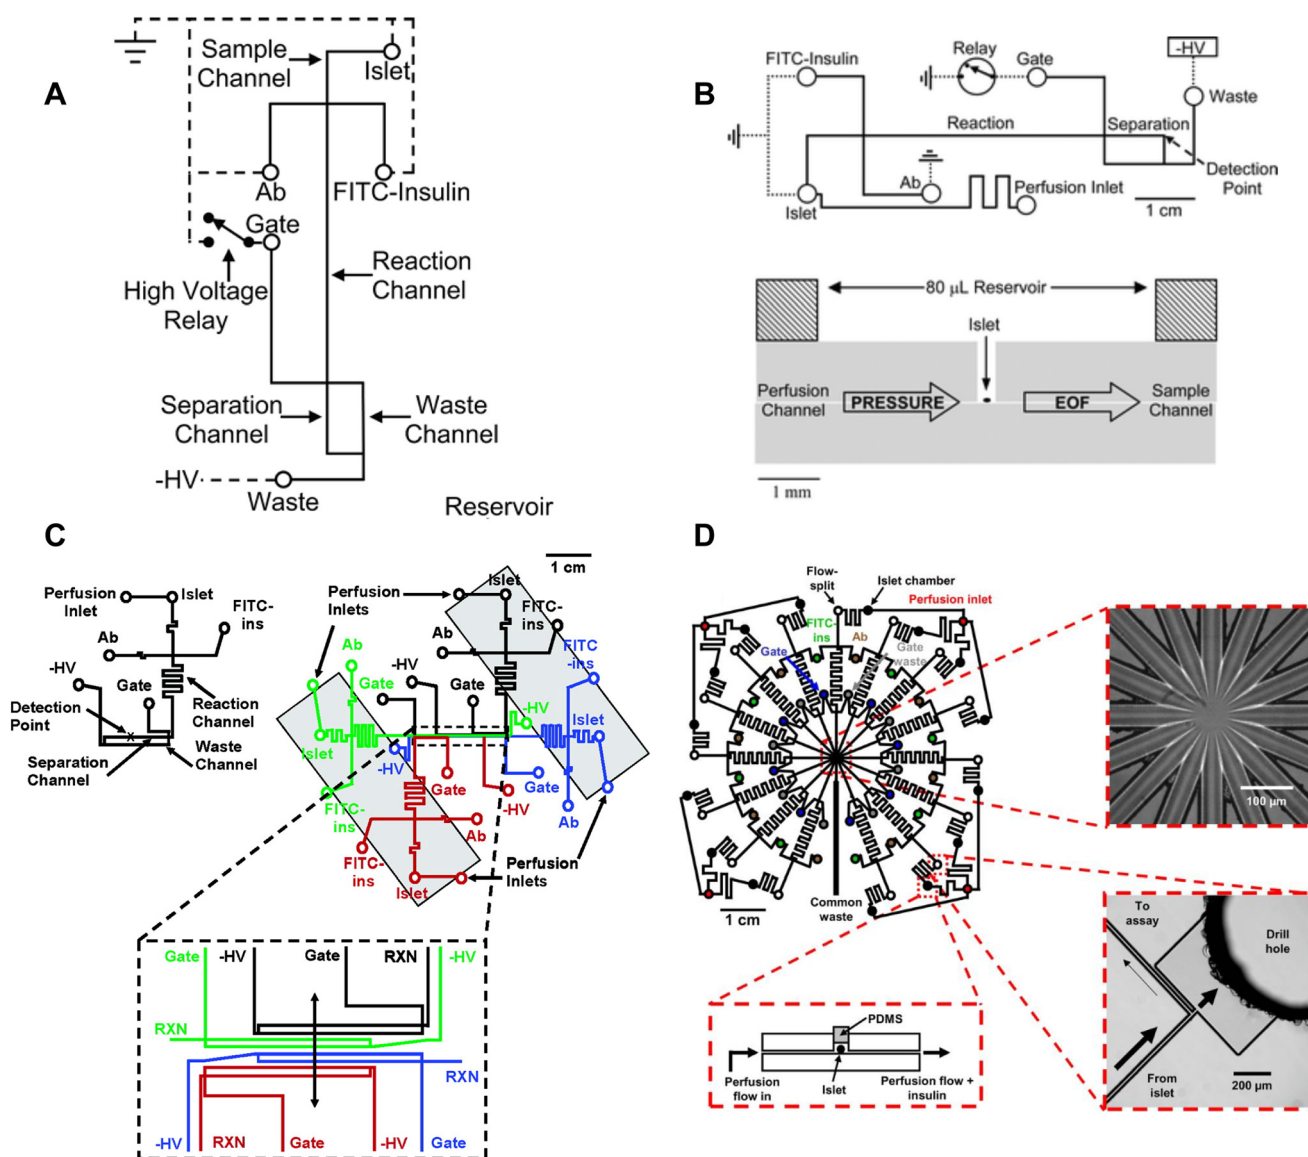 A
Sample
Channel
Islet
Ab
FITC-Insulin
Gate
High Voltage
Relay
Reaction
Channel
Separation
Channel
Waste
Channel
-HV
Waste
Reservoir
B
FITC-Insulin
Relay
Gate
-HV
Waste
Reaction
Separation
Detection
Point
Ab
Perfusion Inlet
Islet
1 cm
80 μL Reservoir
Islet
Perfusion
Channel
PRESSURE
EOF
Sample
Channel
1 mm
C
1 cm
Perfusion
Inlet
Islet
FITC-
ins
Ab
-HV
Gate
Detection
Point
Reaction
Channel
Separation
Channel
Waste
Channel
Perfusion
Inlets
Islet
FITC-
ins
Ab
Ab
-HV
Gate
Gate
FITC
-ins
-HV
Islet
Islet
-HV
Gate
-HV
Gate
Ab
FITC-
ins
FITC-
ins
Ab
Islet
Perfusion
Inlets
Gate
-HV
Gate
RXN
-HV
RXN
RXN
-HV
RXN
Gate
-HV
Gate
D
Flow-
split
Islet chamber
Perfusion inlet
FITC-
ins
Ab
Gate
Gate
waste
1 cm
Common
waste
100 μm
To
assay
Drill
hole
From
islet
200 μm
PDMS
Perfusion
flow in
Islet
Perfusion flow +
insulin